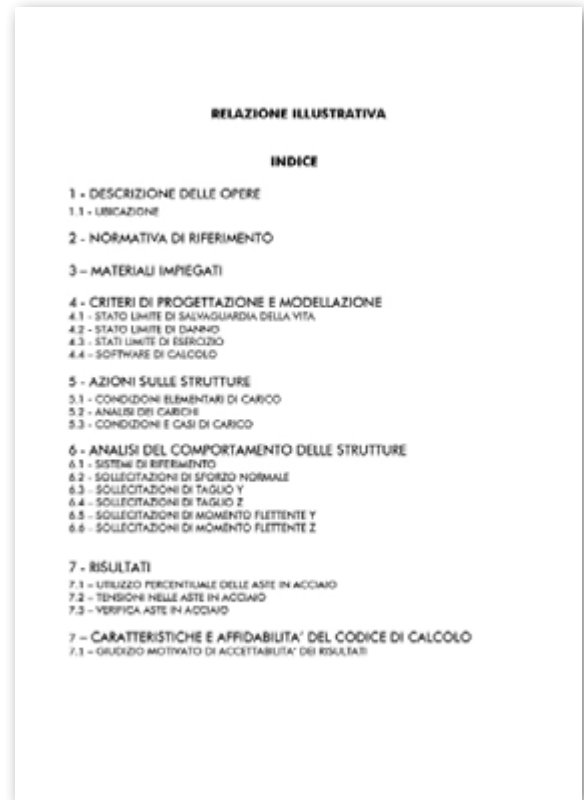 RELAZIONE ILLUSTRATIVA
INDICE
1 - DESCRIZIONE DELLE OPERE
1.1 - UBICAZIONE
2 - NORMATIVA DI RIFERIMENTO
3 – MATERIALI IMPIEGATI
4 - CRITERI DI PROGETTAZIONE E MODELLAZIONE
4.1 - STATO LIMITE DI SALVAGUARDIA DELLA VITA
4.2 - STATO LIMITE DI DANNO
4.3 - STATI LIMITE DI ESERCIZIO
4.4 – SOFTWARE DI CALCOLO
5 - AZIONI SULLE STRUTTURE
5.1 - CONDIZIONI ELEMENTARI DI CARICO
5.2 - ANALISI DEI CARICHI
5.3 - CONDIZIONI E CASI DI CARICO
6 - ANALISI DEL COMPORTAMENTO DELLE STRUTTURE
6.1 - SISTEMI DI RIFERIMENTO
6.2 - SOLLECITAZIONI DI SFORZO NORMALE
6.3 - SOLLECITAZIONI DI TAGLIO Y
6.4 - SOLLECITAZIONI DI TAGLIO Z
6.5 - SOLLECITAZIONI DI MOMENTO FLETTENTE Y
6.6 - SOLLECITAZIONI DI MOMENTO FLETTENTE Z
7 - RISULTATI
7.1 – UTILIZZO PERCENTUALE DELLE ASTE IN ACCIAIO
7.2 – TENSIONI NELLE ASTE IN ACCIAIO
7.3 – VERIFICA ASTE IN ACCIAIO
7 – CARATTERISTICHE E AFFIDABILITA' DEL CODICE DI CALCOLO
7.1 – GIUDIZIO MOTIVATO DI ACCETTABILITA' DEI RISULTATI